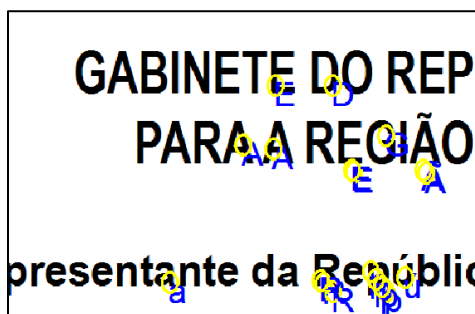 GABINETE DO REP
PARA A REGIÃO
E D
A A G
E Ã
presentante da Repúblic
a R p u